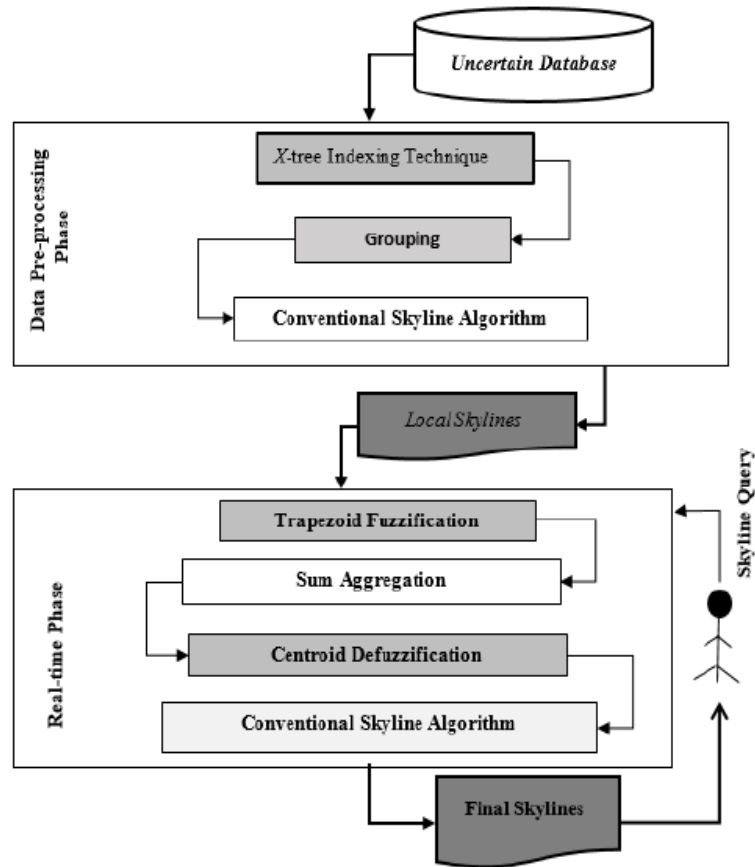 Uncertain Database
X-tree Indexing Technique
Grouping
Conventional Skyline Algorithm
Data Pre-processing
Phase
Local Skylines
Trapezoid Fuzzification
Sum Aggregation
Centroid Defuzzification
Conventional Skyline Algorithm
Real-time Phase
Skyline Query
Final Skylines